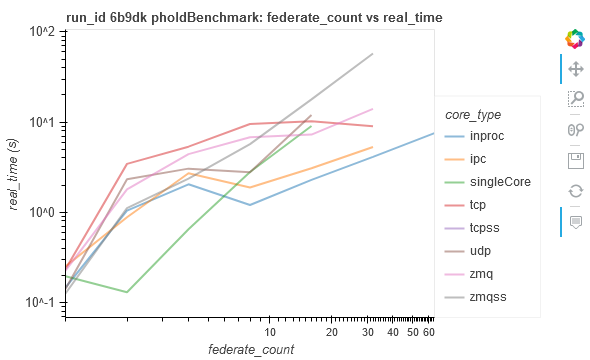 run_id 6b9dk pholdBenchmark: federate_count vs real_time
10^2
10^1
10^0
10^-1
real_time (s)
10
20
30
40
50
60
federate_count
core_type
inproc
ipc
singleCore
tcp
tcpss
udp
zmq
zmqss